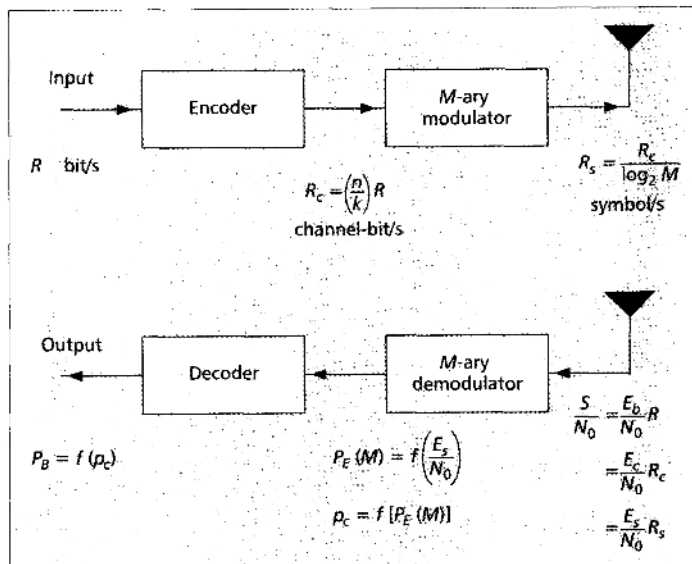 Input
Encoder
M-ary
modulator
R bit/s
R_c = (n/k) R
channel-bit/s
R_s = R_c / log_2 M
symbol/s
Output
Decoder
M-ary
demodulator
P_B = f(p_c)
P_E(M) = f(E_s/N_0)
p_c = f[P_E(M)]
S/N_0 = E_b/N_0 R
= E_c/N_0 R_c
= E_s/N_0 R_s